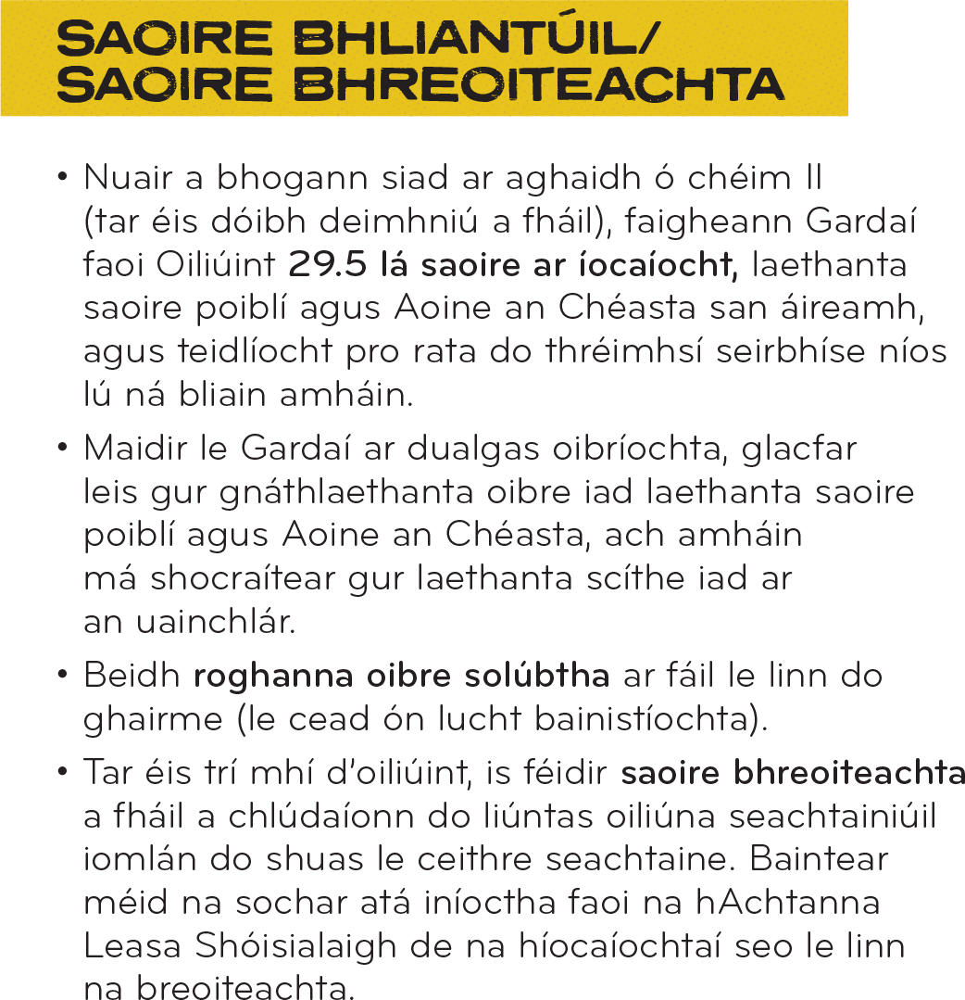 SAOIRE BHLIANTÚIL/
SAOIRE BHREOITEACHTA
• Nuair a bhogann siad ar aghaidh ó chéim II
(tar éis dóibh deimhniú a fháil), faigheann Gardaí
faoi Oiliúint 29.5 lá saoire ar íocaíocht, laethanta
saoire poiblí agus Aoine an Chéasta san áireamh,
agus teidlíocht pro rata do thréimhsí seirbhíse níos
lú ná bliain amháin.
• Maidir le Gardaí ar dualgas oibríochta, glacfar
leis gur gnáthlaethanta oibre iad laethanta saoire
poiblí agus Aoine an Chéasta, ach amháin
má shocraítear gur laethanta scíthe iad ar
an uainchlár.
• Beidh roghanna oibre solúbtha ar fáil le linn do
ghairme (le cead ón lucht bainistíochta).
• Tar éis trí mhí d’oiliúint, is féidir saoire bhreoiteachta
a fháil a chlúdaíonn do liúntas oiliúna seachtainiúil
iomlán do shuas le ceithre seachtaine. Baintear
méid na sochar atá iníoctha faoi na hAchtanna
Leasa Shóisialaigh de na híocaíochtaí seo le linn
na breoiteachta.